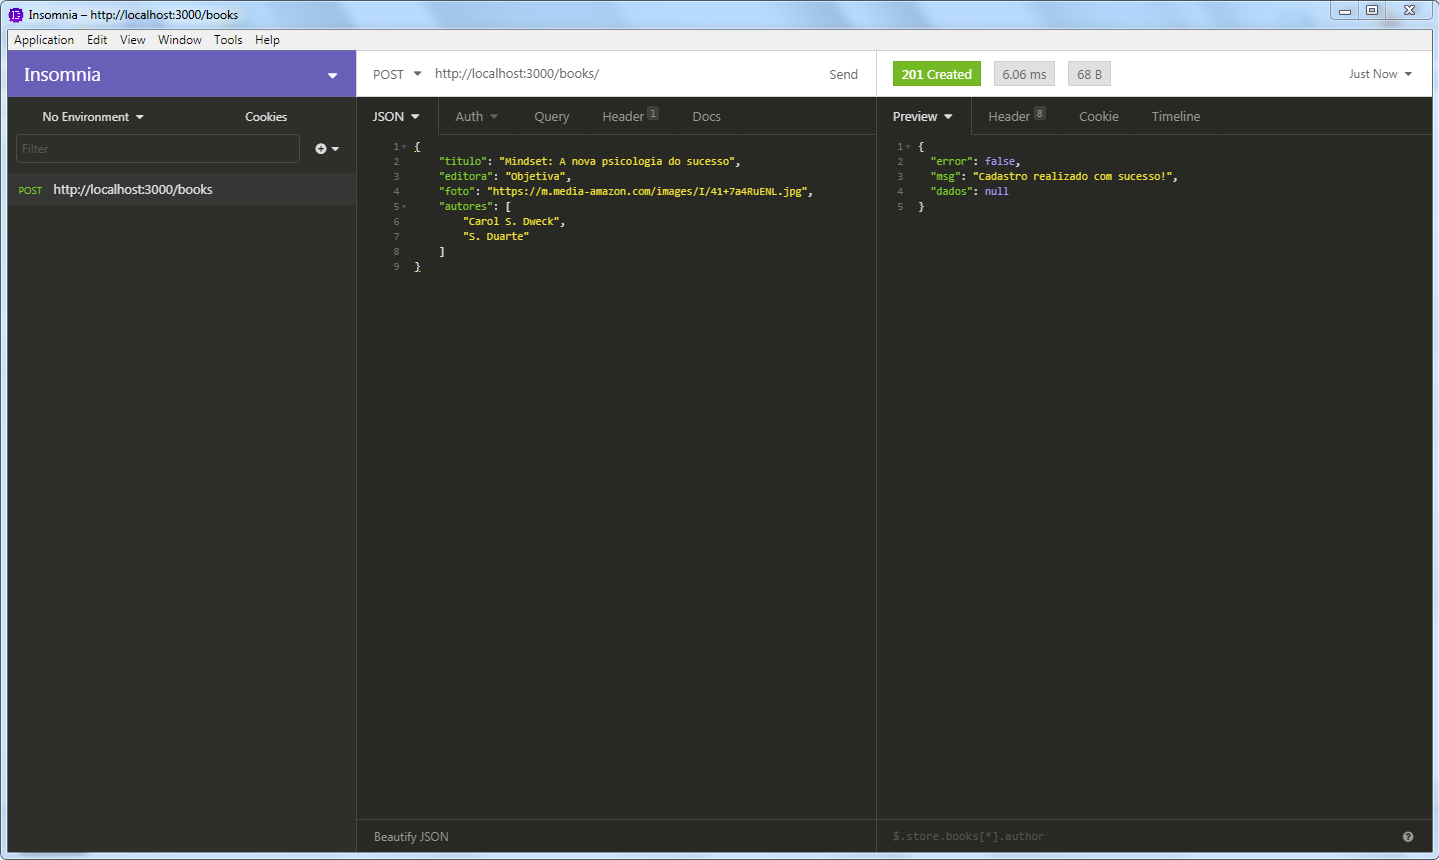 Insomnia – http://localhost:3000/books
Application Edit View Window Tools Help
Insomnia
POST http://localhost:3000/books/ Send
201 Created 6.06 ms 68 B Just Now
No Environment Cookies
JSON Auth Query Header 1 Docs
Preview Header 8 Cookie Timeline
Filter
POST http://localhost:3000/books
1 {
2 "titulo": "Mindset: A nova psicologia do sucesso",
3 "editora": "Objetiva",
4 "foto": "https://m.media-amazon.com/images/I/41+7a4RuENL.jpg",
5 "autores": [
6 "Carol S. Dweck",
7 "S. Duarte"
8 ]
9 }
1 {
2 "error": false,
3 "msg": "Cadastro realizado com sucesso!",
4 "dados": null
5 }
Beautify JSON
$.store.books[*].author